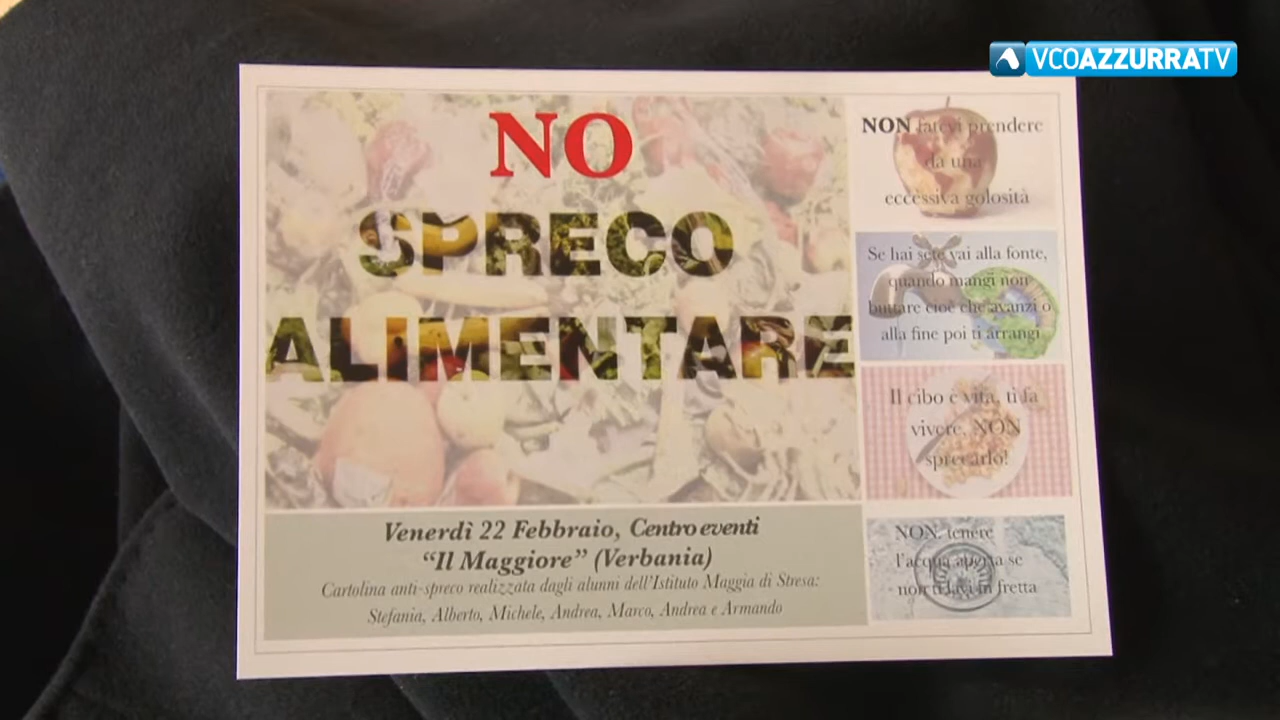 VCOAZZURRATV
NO
SPRECO
ALIMENTARE
Venerdì 22 Febbraio, Centro eventi
"Il Maggiore" (Verbania)
Cartolina anti-spreco realizzata dagli alunni dell'Istituto Maggia di Stresa:
Stefania, Alberto, Michele, Andrea, Marco, Andrea e Armando
NON fatevi prendere
da una
eccessiva golosità
Se hai sete vai alla fonte,
quando mangi non
buttare cioè che avanzi o
alla fine poi ti arrangi
Il cibo è vita, ti fa
vivere, NON
sprecarlo!
NON tenere
l'acqua aperta se
non ti lavi in fretta